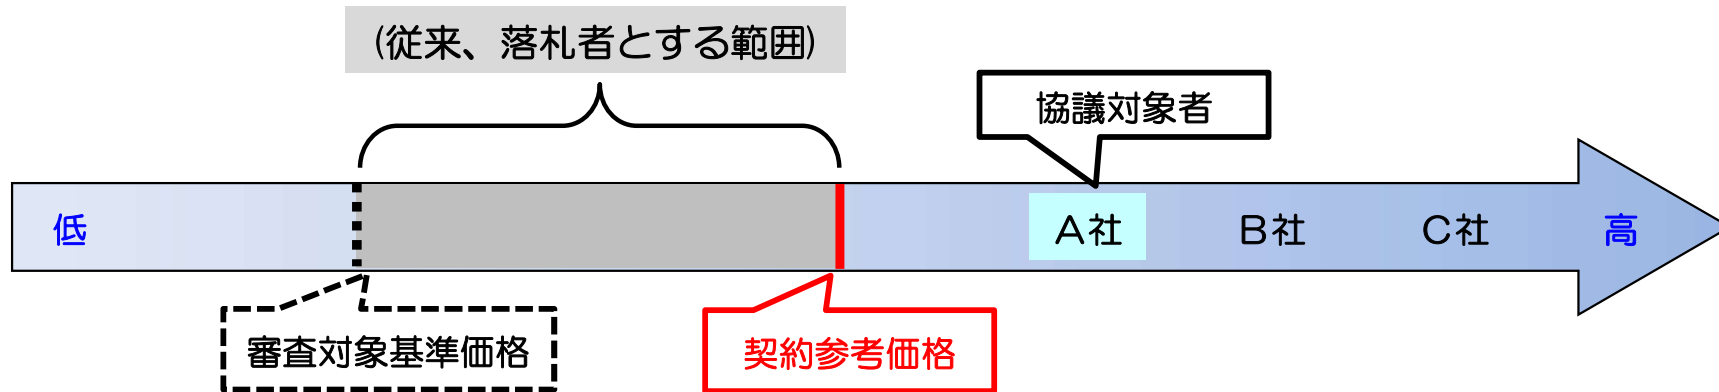 (従来、落札者とする範囲)
協議対象者
低
A社
B社
C社
高
審査対象基準価格
契約参考価格